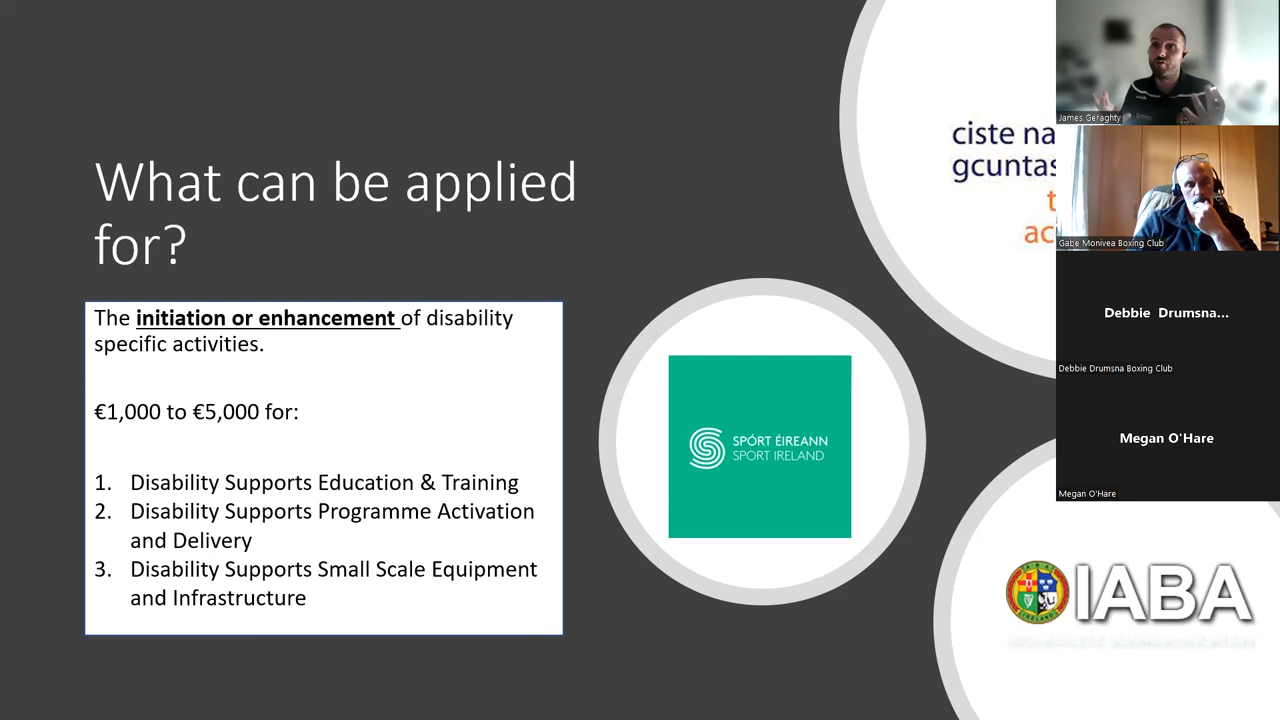 What can be applied
for?
The initiation or enhancement of disability
specific activities.
€1,000 to €5,000 for:
1. Disability Supports Education & Training
2. Disability Supports Programme Activation
and Delivery
3. Disability Supports Small Scale Equipment
and Infrastructure
SPÓRT ÉIREANN
SPORT IRELAND
ciste na
gcuntas
t
ac
IABA
James Geraghty
Gabe Monivea Boxing Club
Debbie Drumsna...
Debbie Drumsna Boxing Club
Megan O'Hare
Megan O'Hare